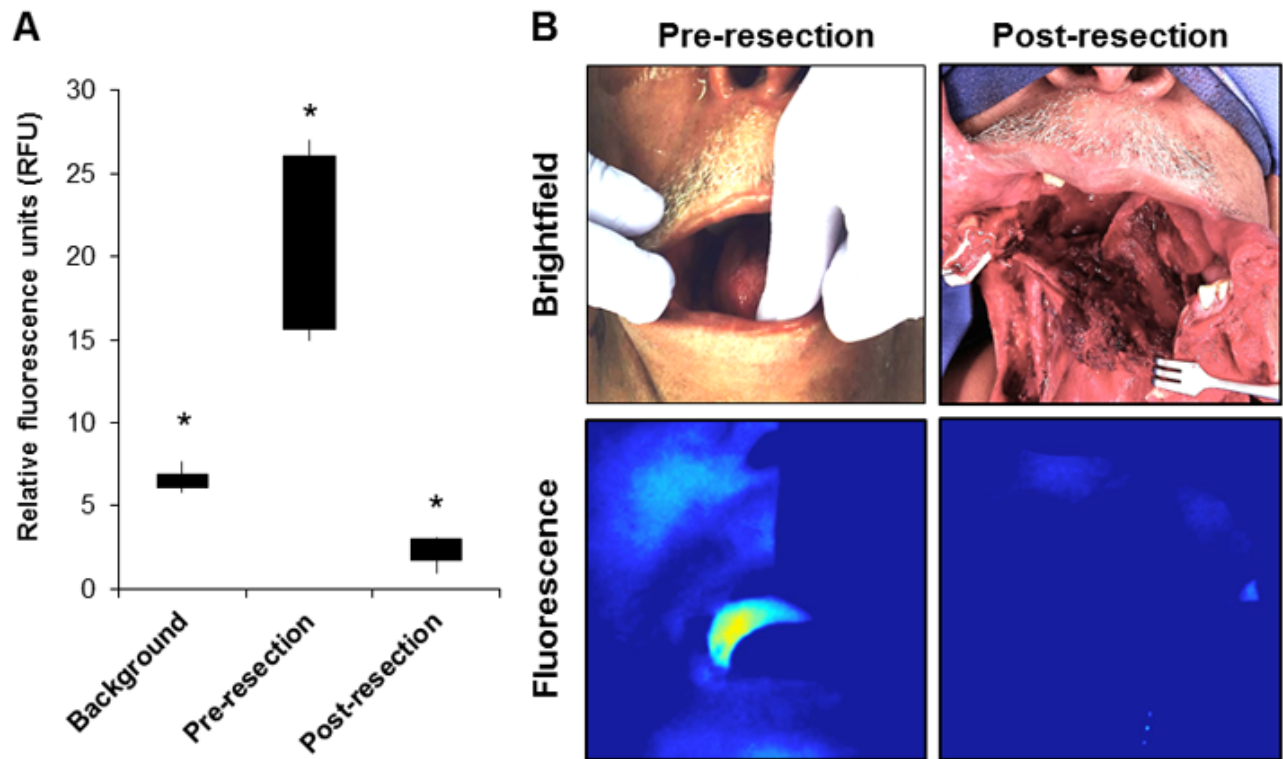 A
B
Pre-resection
Post-resection
Relative fluorescence units (RFU)
30
25
20
15
10
5
0
*
*
*
Background
Pre-resection
Post-resection
Brightfield
Fluorescence